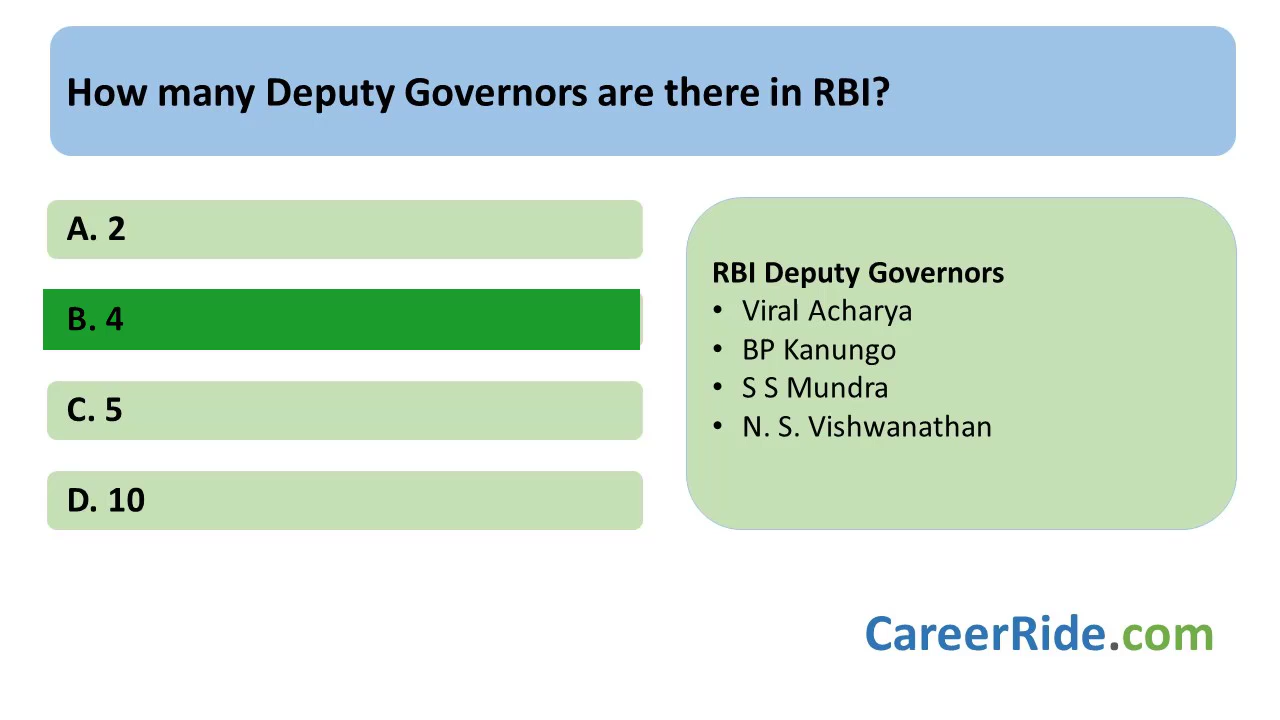 How many Deputy Governors are there in RBI?
A. 2
B. 4
C. 5
D. 10
RBI Deputy Governors
• Viral Acharya
• BP Kanungo
• S S Mundra
• N. S. Vishwanathan
CareerRide.com